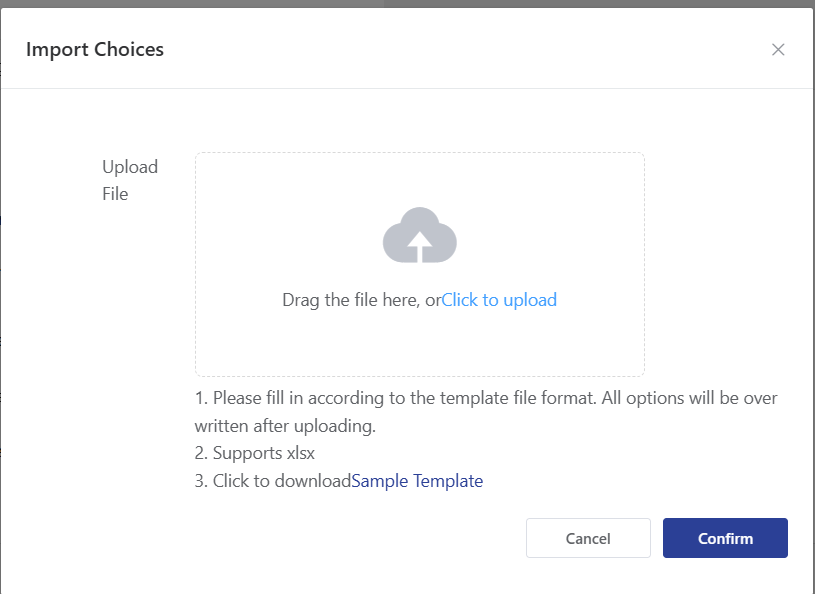 Import Choices
Upload
File
Drag the file here, orClick to upload
1. Please fill in according to the template file format. All options will be over
written after uploading.
2. Supports xlsx
3. Click to downloadSample Template
Cancel
Confirm